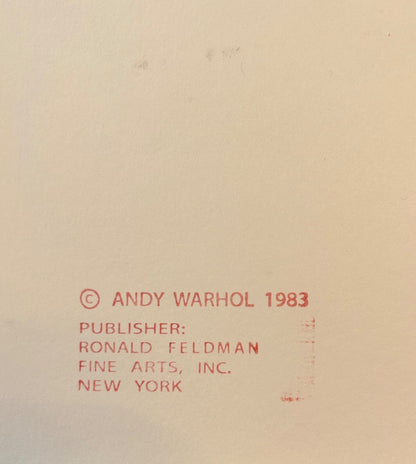 © ANDY WARHOL 1983
PUBLISHER:
RONALD FELDMAN
FINE ARTS, INC.
NEW YORK